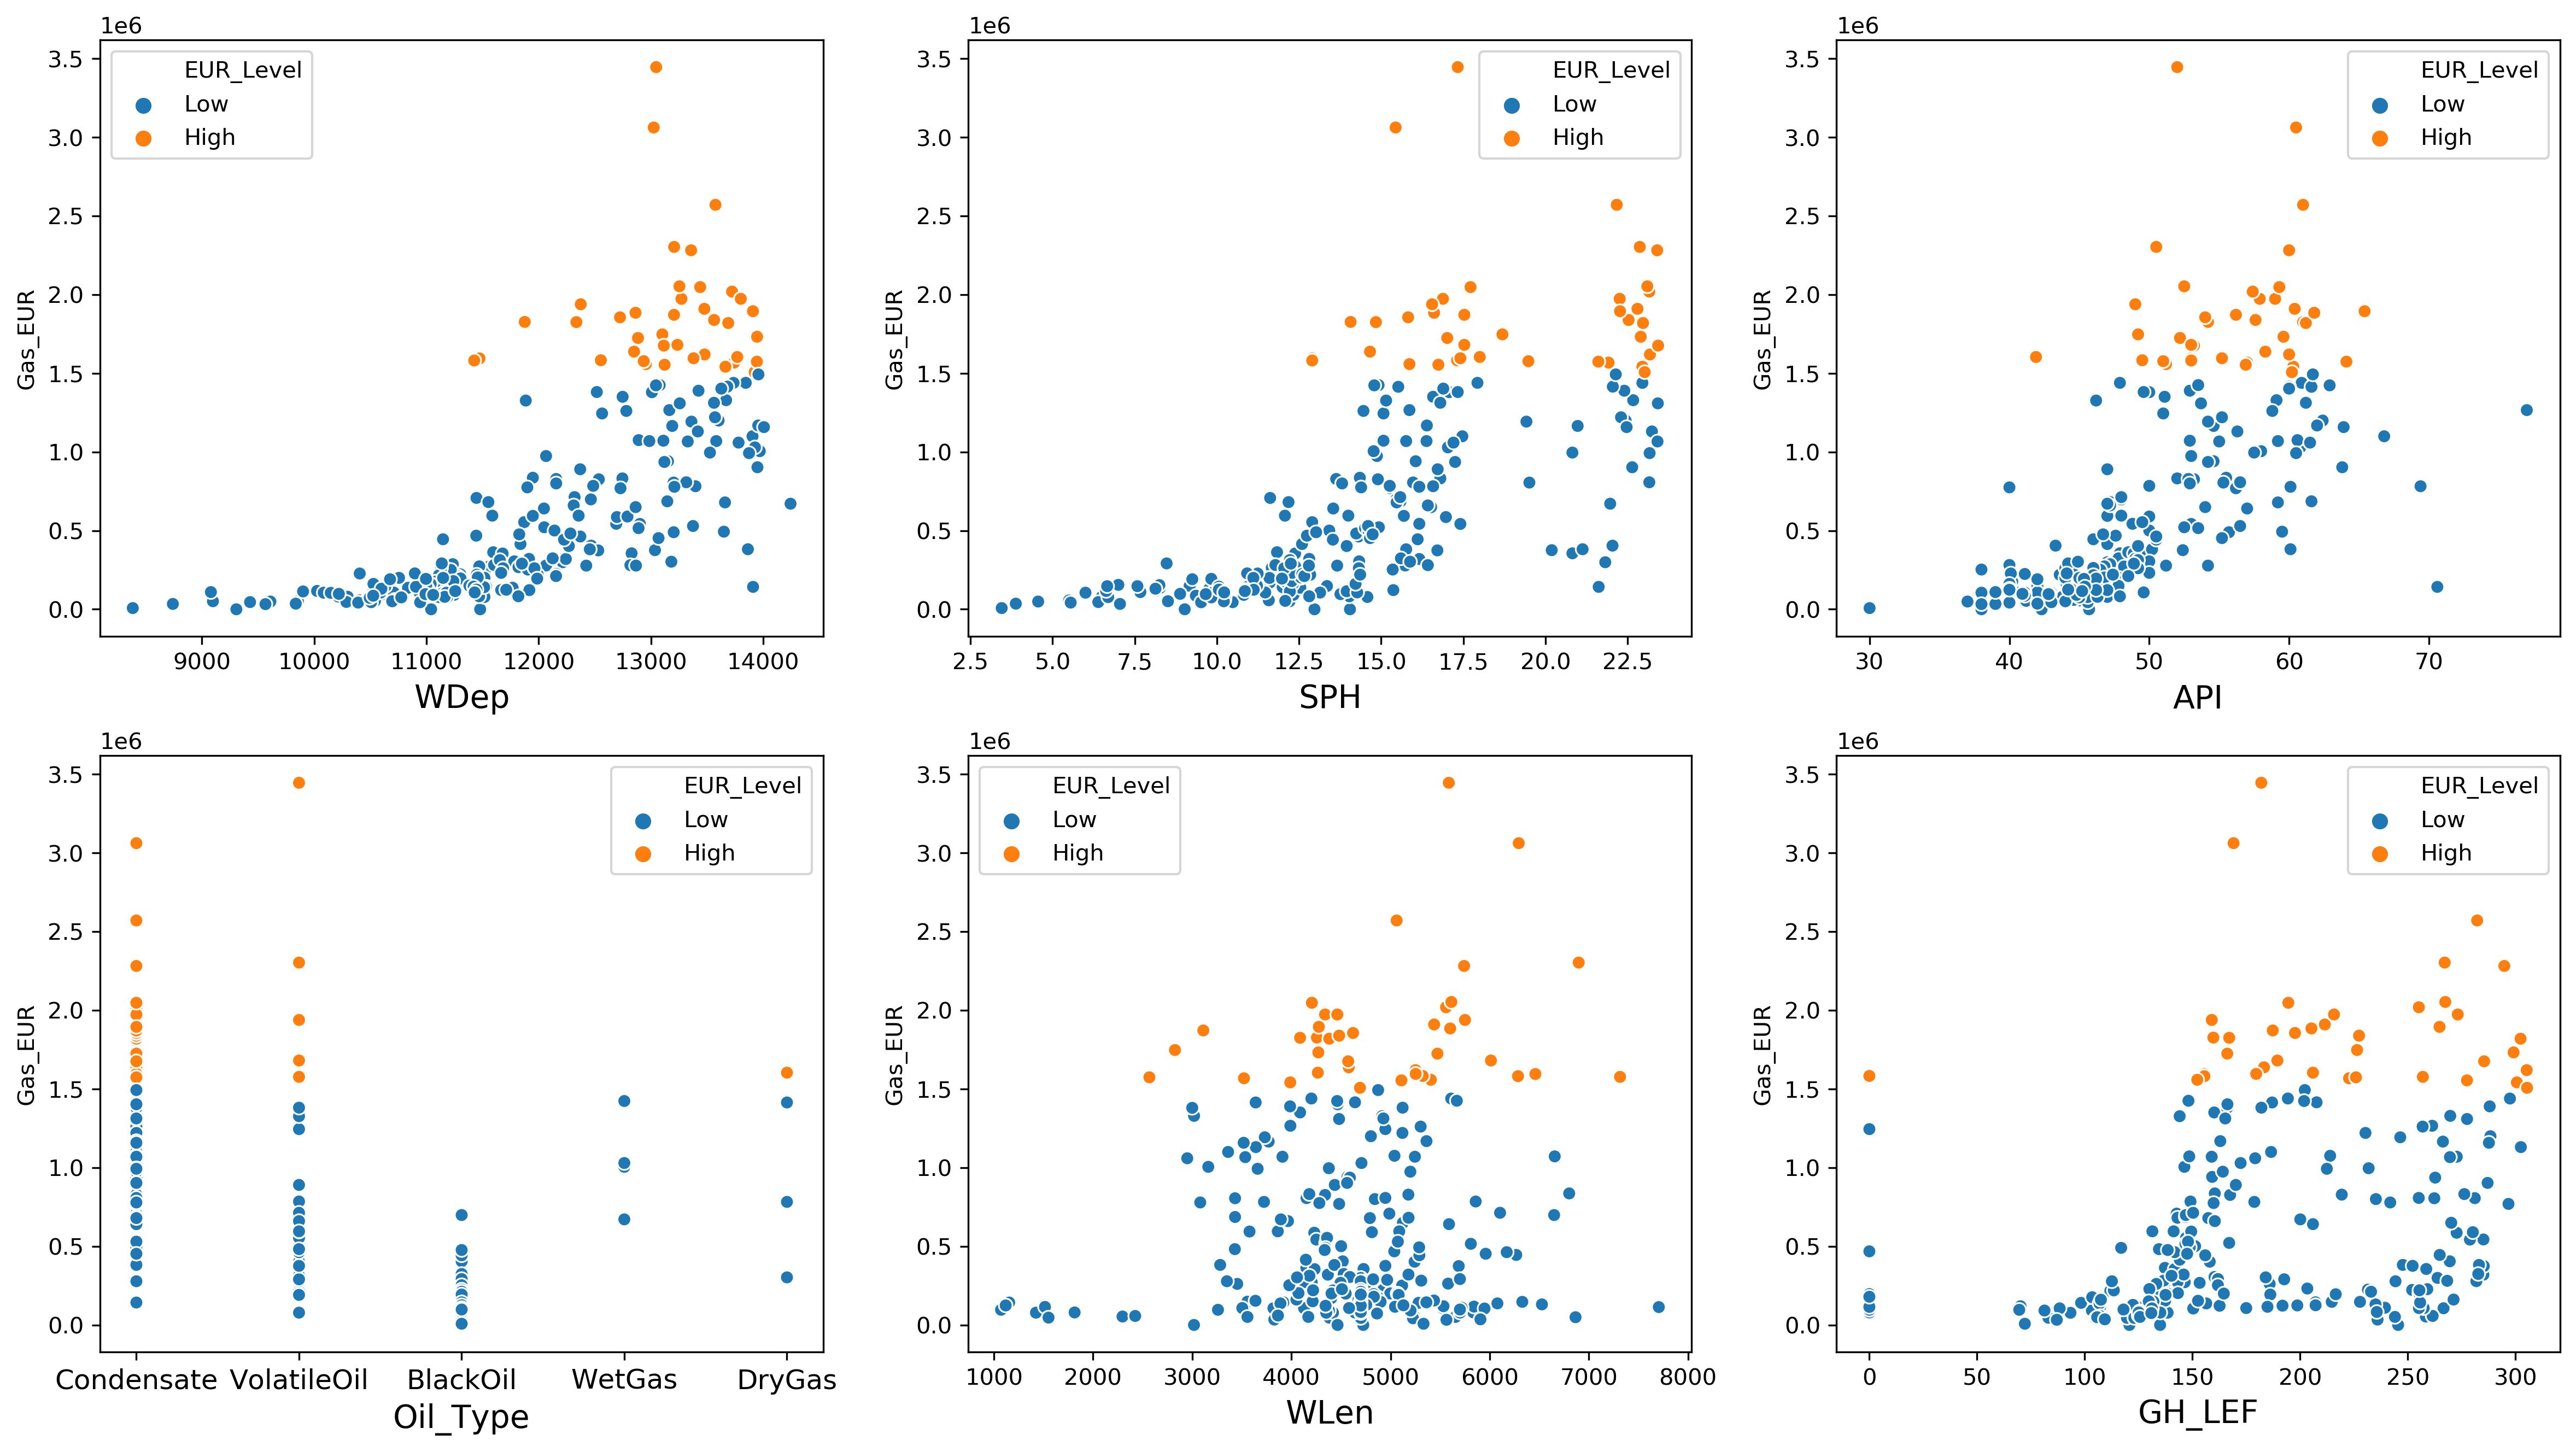 1e6
3.5
3.0
2.5
2.0
1.5
1.0
0.5
0.0
Gas_EUR
EUR_Level
Low
High
9000 10000 11000 12000 13000 14000
WDep
1e6
3.5
3.0
2.5
2.0
1.5
1.0
0.5
0.0
Gas_EUR
EUR_Level
Low
High
2.5 5.0 7.5 10.0 12.5 15.0 17.5 20.0 22.5
SPH
1e6
3.5
3.0
2.5
2.0
1.5
1.0
0.5
0.0
Gas_EUR
EUR_Level
Low
High
30 40 50 60 70
API
1e6
3.5
3.0
2.5
2.0
1.5
1.0
0.5
0.0
Gas_EUR
EUR_Level
Low
High
Condensate VolatileOil BlackOil WetGas DryGas
Oil_Type
1e6
3.5
3.0
2.5
2.0
1.5
1.0
0.5
0.0
Gas_EUR
EUR_Level
Low
High
1000 2000 3000 4000 5000 6000 7000 8000
WLen
1e6
3.5
3.0
2.5
2.0
1.5
1.0
0.5
0.0
Gas_EUR
EUR_Level
Low
High
0 50 100 150 200 250 300
GH_LEF